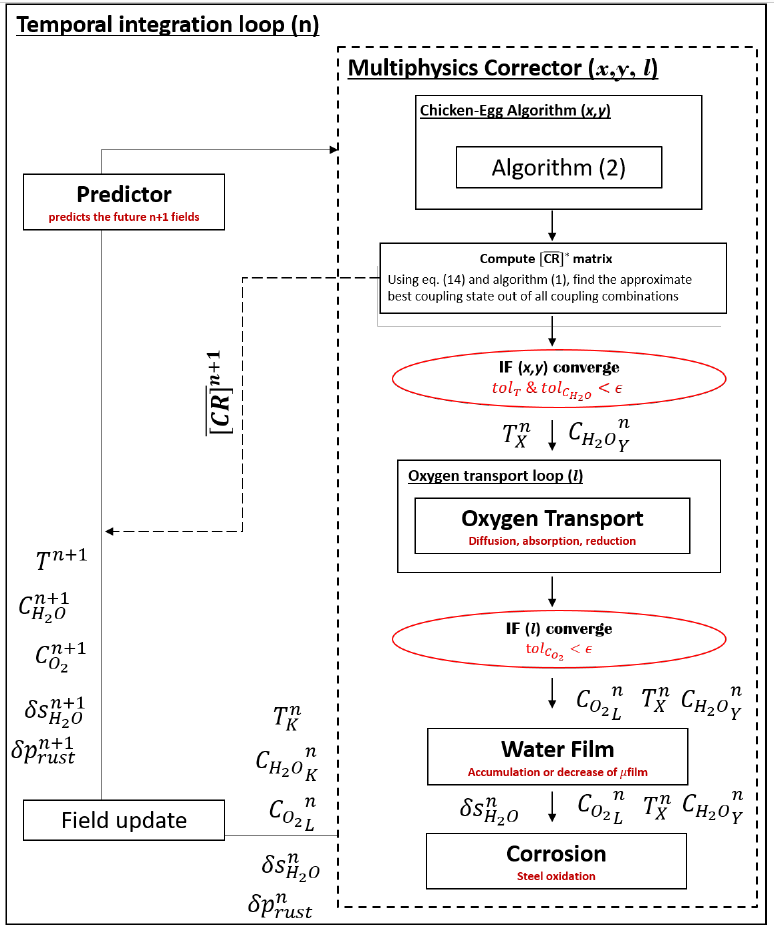 Temporal integration loop (n)
Multiphysics Corrector (x,y, l)
Chicken-Egg Algorithm (x,y)
Algorithm (2)
Predictor
predicts the future n+1 fields
Compute [C̅R̅]* matrix
Using eq. (14) and algorithm (1), find the approximate
best coupling state out of all coupling combinations
[C̅R̅]ⁿ⁺¹
IF (x,y) converge
tol_T & tol_{C_{H_2O}} < ϵ
T_X^n C_{H_2O}_Y^n
Oxygen transport loop (l)
Oxygen Transport
Diffusion, absorption, reduction
IF (l) converge
tol_{C_{O_2}} < ϵ
C_{O_2}_L^n T_X^n C_{H_2O}_Y^n
Water Film
Accumulation or decrease of μfilm
δs_{H_2O}^n C_{O_2}_L^n T_X^n C_{H_2O}_Y^n
Corrosion
Steel oxidation
T^{n+1}
C_{H_2O}^{n+1}
C_{O_2}^{n+1}
δs_{H_2O}^{n+1}
δp_{rust}^{n+1}
Field update
T_K^n
C_{H_2O}_K^n
C_{O_2}_L^n
δs_{H_2O}^n
δp_{rust}^n